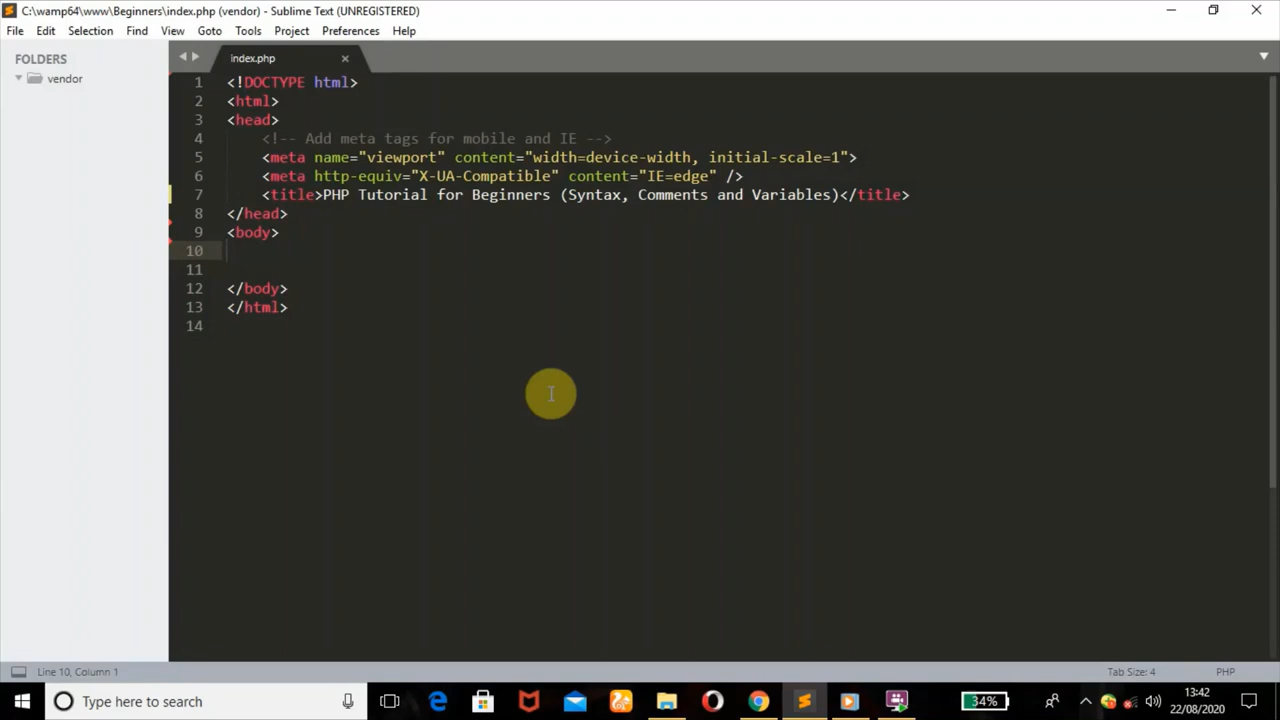 C:\wamp64\www\Beginners\index.php (vendor) - Sublime Text (UNREGISTERED)
File Edit Selection Find View Goto Tools Project Preferences Help
FOLDERS
vendor
index.php
1 <!DOCTYPE html>
2 <html>
3 <head>
4 <!-- Add meta tags for mobile and IE -->
5 <meta name="viewport" content="width=device-width, initial-scale=1">
6 <meta http-equiv="X-UA-Compatible" content="IE=edge" />
7 <title>PHP Tutorial for Beginners (Syntax, Comments and Variables)</title>
8 </head>
9 <body>
10
11
12 </body>
13 </html>
14
Line 10, Column 1 Tab Size: 4 PHP
Type here to search 34% 13:42
22/08/2020